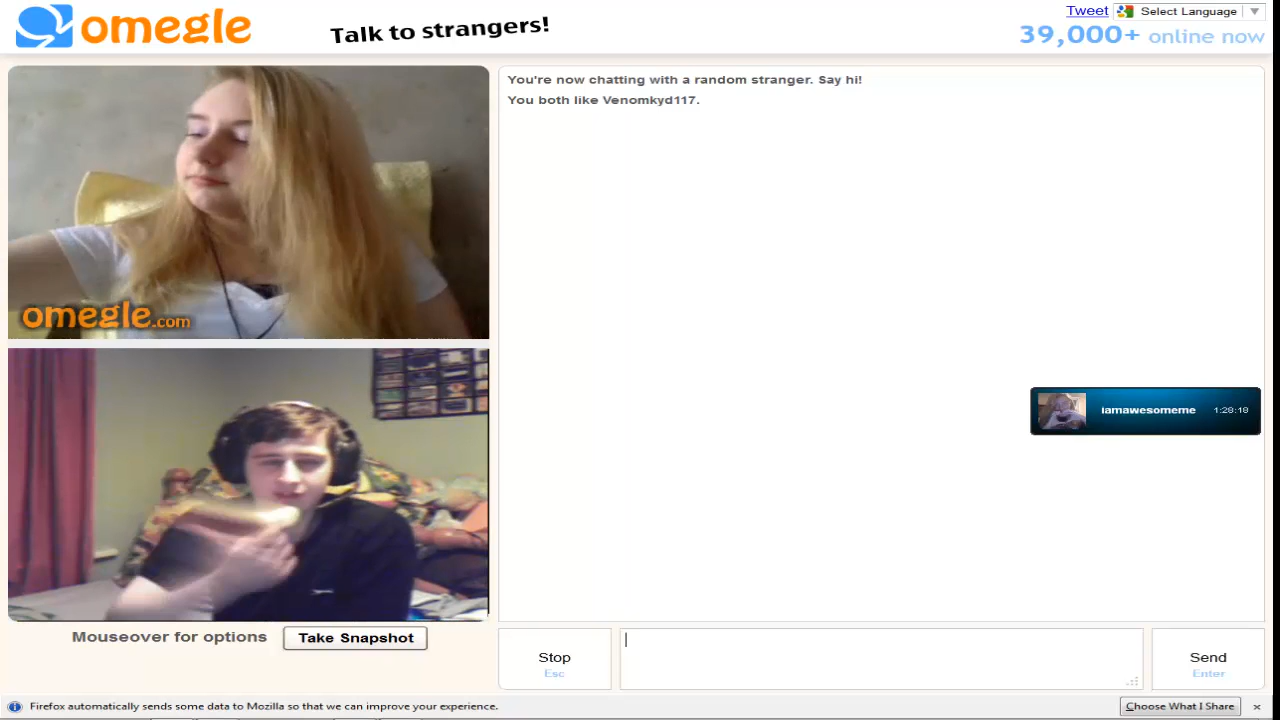 omegle
Talk to strangers!
Tweet
Select Language
39,000+ online now
omegle.com
You're now chatting with a random stranger. Say hi!
You both like Venomkyd117.
iamawesomeme 1:28:18
Mouseover for options
Take Snapshot
Stop
Esc
Send
Enter
Firefox automatically sends some data to Mozilla so that we can improve your experience.
Choose What I Share